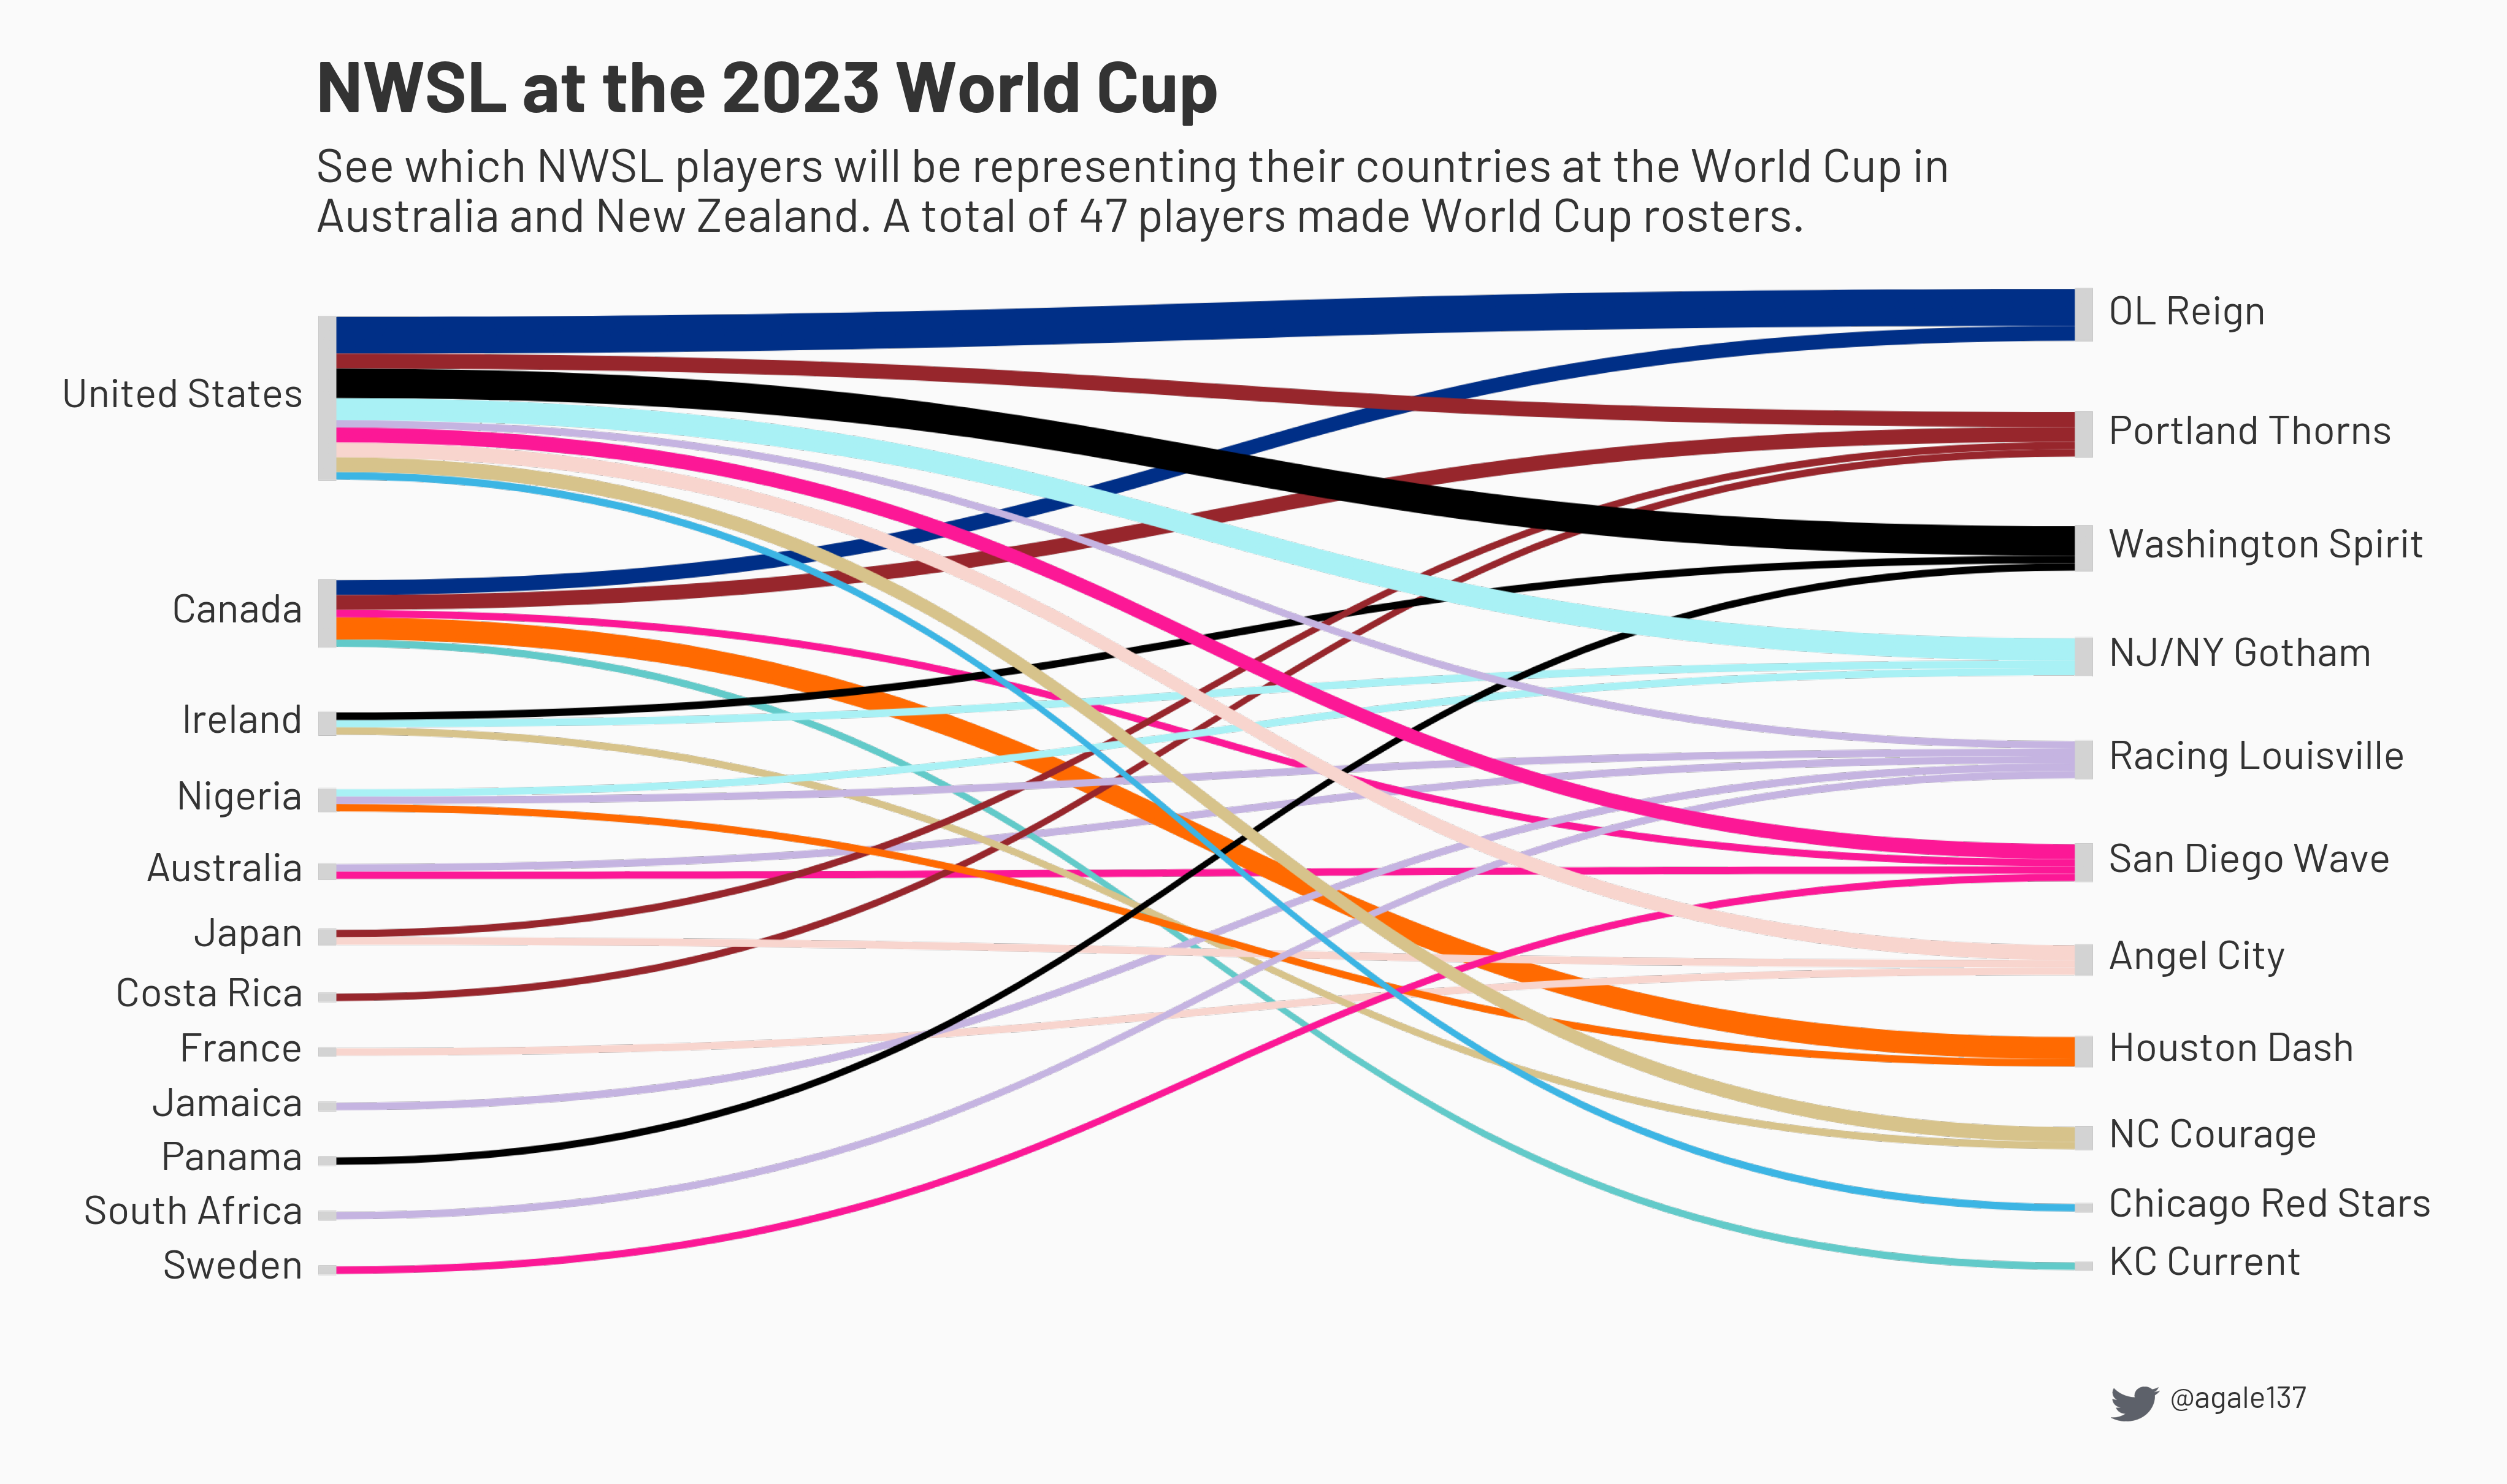 NWSL at the 2023 World Cup
See which NWSL players will be representing their countries at the World Cup in
Australia and New Zealand. A total of 47 players made World Cup rosters.
United States
Canada
Ireland
Nigeria
Australia
Japan
Costa Rica
France
Jamaica
Panama
South Africa
Sweden
OL Reign
Portland Thorns
Washington Spirit
NJ/NY Gotham
Racing Louisville
San Diego Wave
Angel City
Houston Dash
NC Courage
Chicago Red Stars
KC Current
@agale137